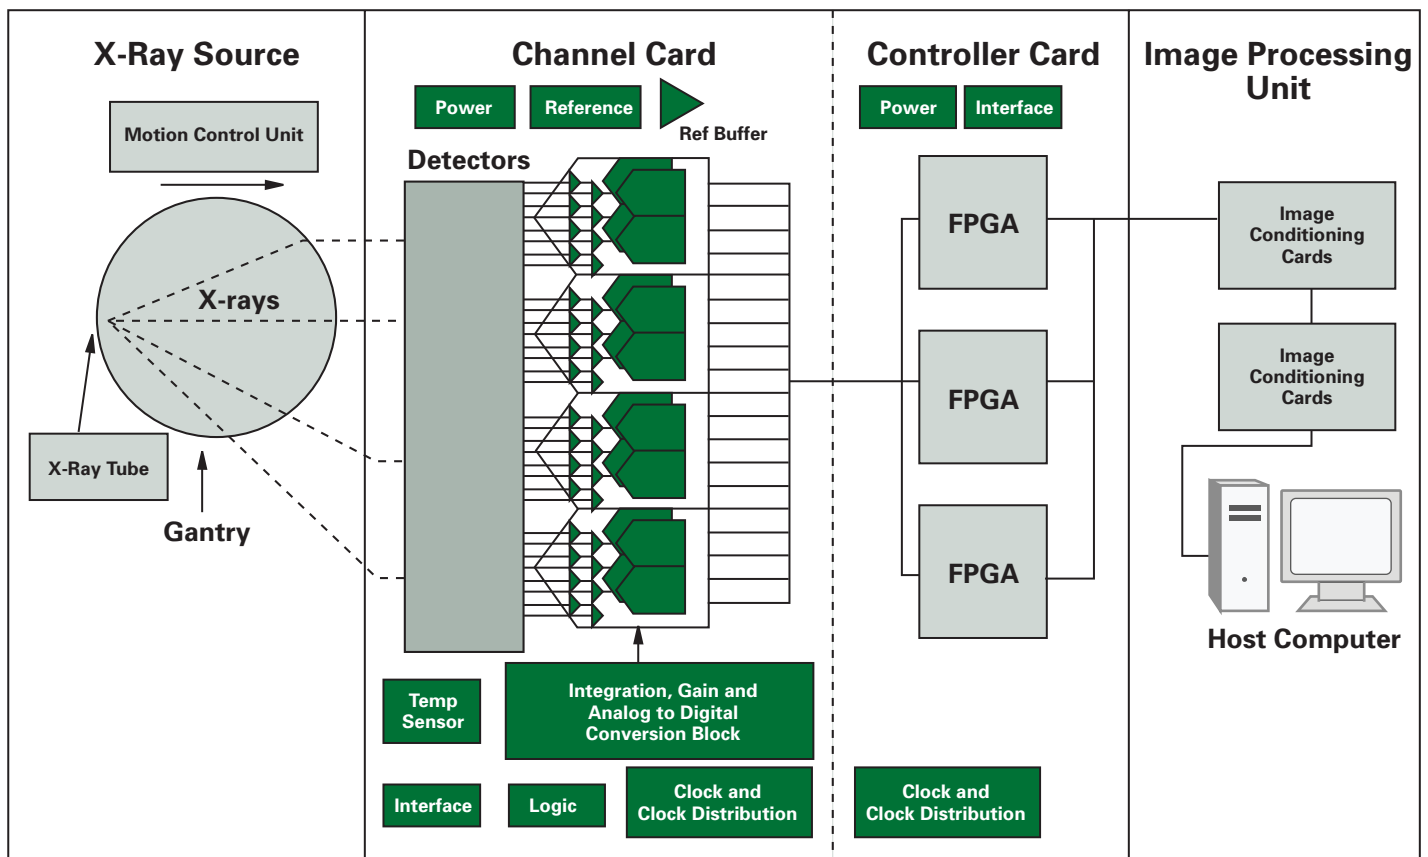 X-Ray Source
Motion Control Unit
X-rays
X-Ray Tube
Gantry
Channel Card
Power
Reference
Ref Buffer
Detectors
Temp
Sensor
Integration, Gain and
Analog to Digital
Conversion Block
Interface
Logic
Clock and
Clock Distribution
Controller Card
Power
Interface
FPGA
FPGA
FPGA
Clock and
Clock Distribution
Image Processing
Unit
Image
Conditioning
Cards
Image
Conditioning
Cards
Host Computer